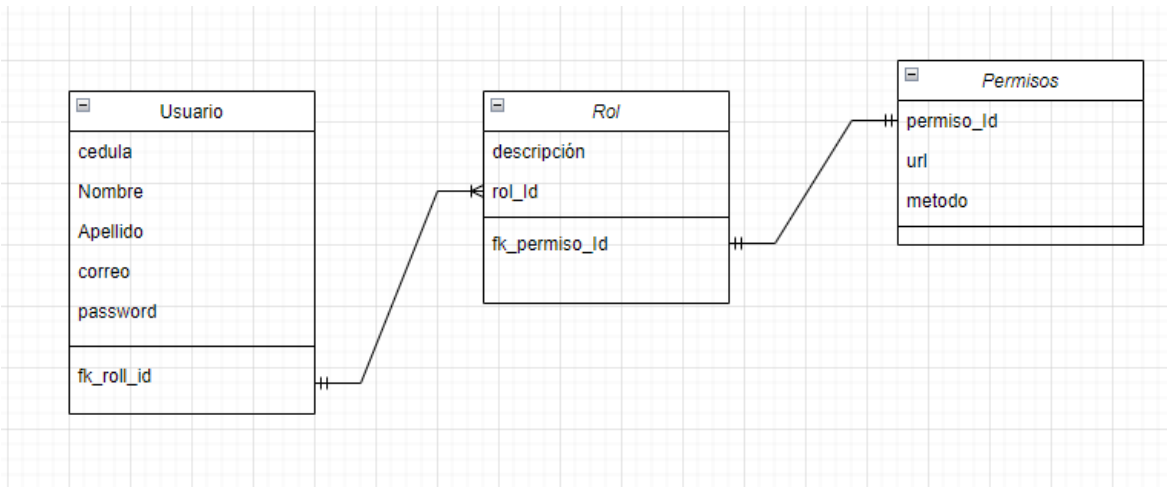 Usuario
cedula
Nombre
Apellido
correo
password
fk_roll_id
Rol
descripción
rol_Id
fk_permiso_Id
Permisos
permiso_Id
url
metodo